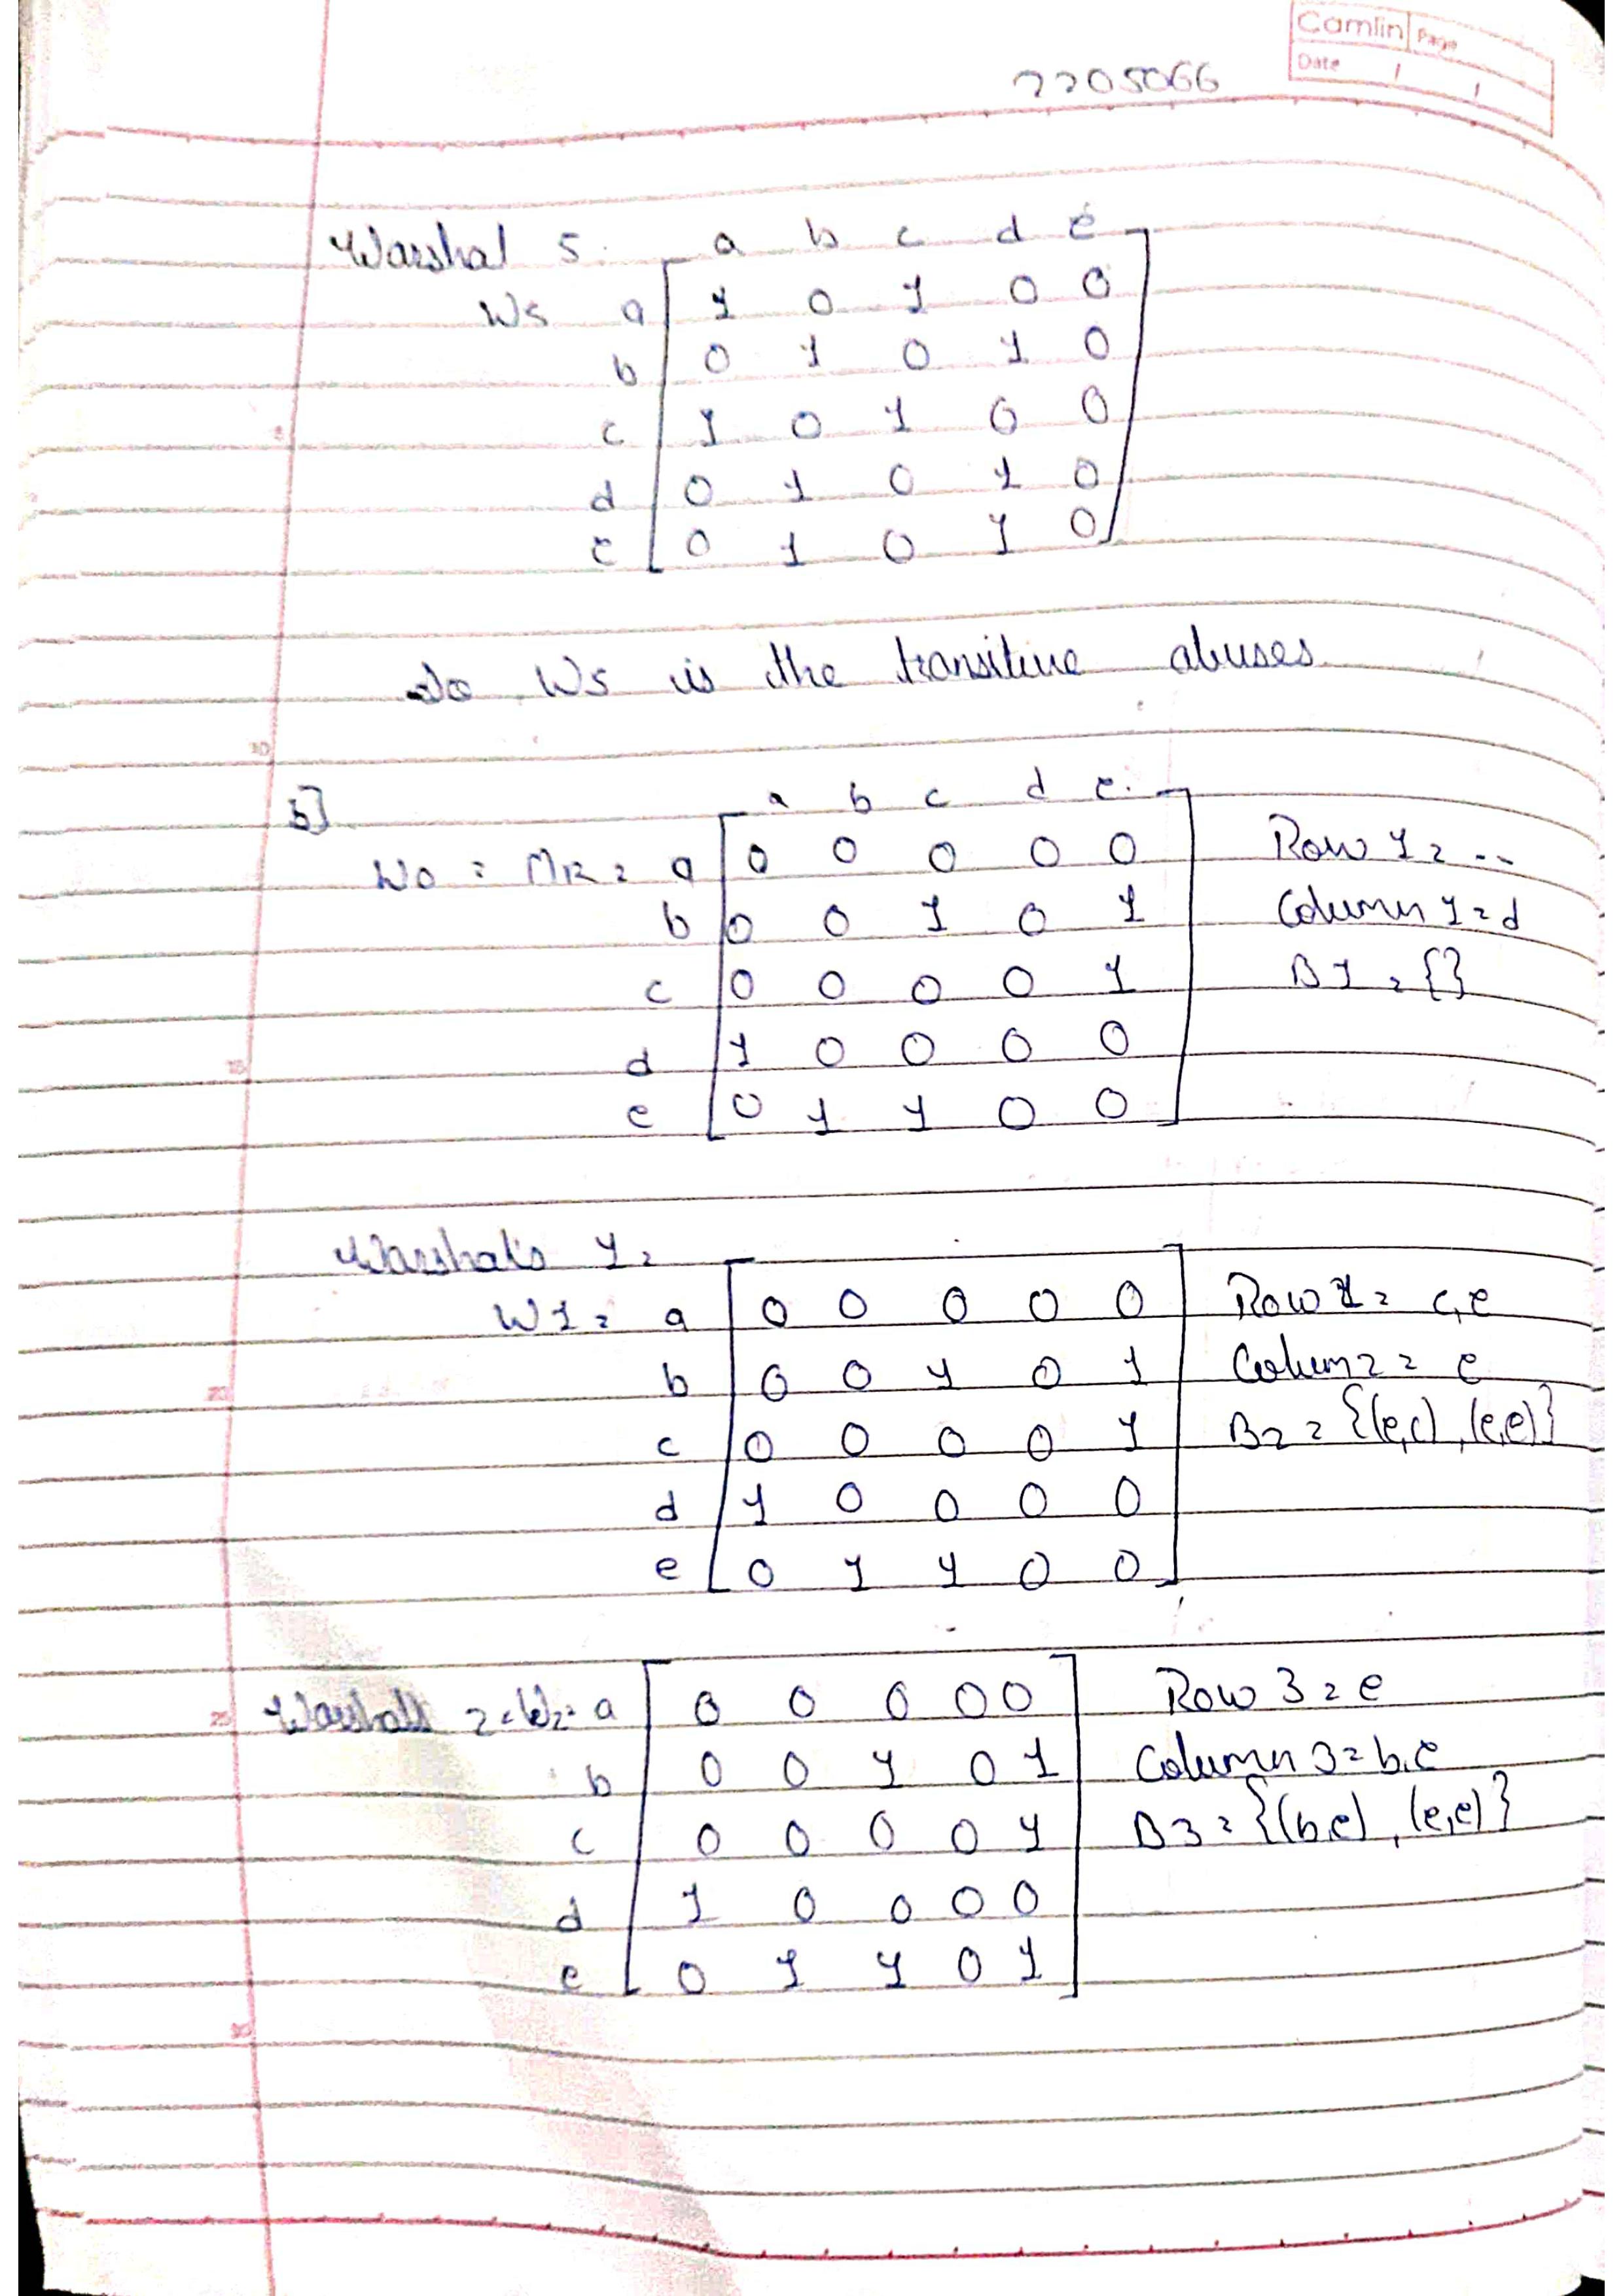 Camlin Page
Date / /
2205066
Warshal 5.
a b c d e
W5 a 1 0 1 0 0
b 0 1 0 1 0
c 1 0 1 0 0
d 0 1 0 1 0
e 0 1 0 1 0
So W5 is the transitive abuses
b]
a b c d e.
W0 = MR = a 0 0 0 0 0 Row 1 = --
b 0 0 1 0 1 Column 1 = d
c 0 0 0 0 1 B1 = {}
d 1 0 0 0 0
e 0 1 1 0 0
Warshal's 1 =
W1 = a 0 0 0 0 0 Row 2 = c,e
b 0 0 1 0 1 Colum 2 = e
c 0 0 0 0 1 B2 = {(e,c), (e,e)}
d 1 0 0 0 0
e 0 1 1 0 0
Warshall 2 = W2 = a 0 0 0 0 0 Row 3 = e
b 0 0 1 0 1 Column 3 = b,e
c 0 0 0 0 1 B3 = {(b,e), (e,e)}
d 1 0 0 0 0
e 0 1 1 0 1